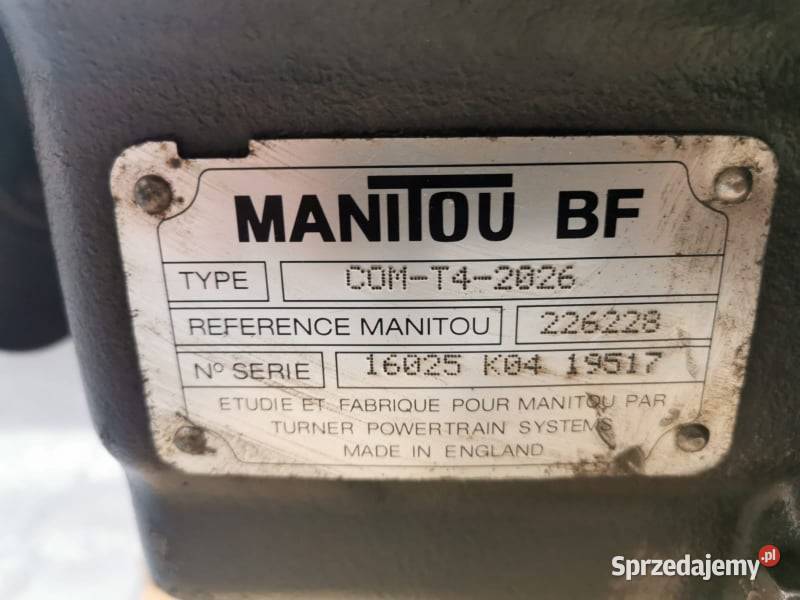 MANITOU BF
TYPE COM-T4-2026
REFERENCE MANITOU 226228
Nº SERIE 16025 K04 19517
ETUDIE ET FABRIQUE POUR MANITOU PAR
TURNER POWERTRAIN SYSTEMS
MADE IN ENGLAND
Sprzedajemy.pl